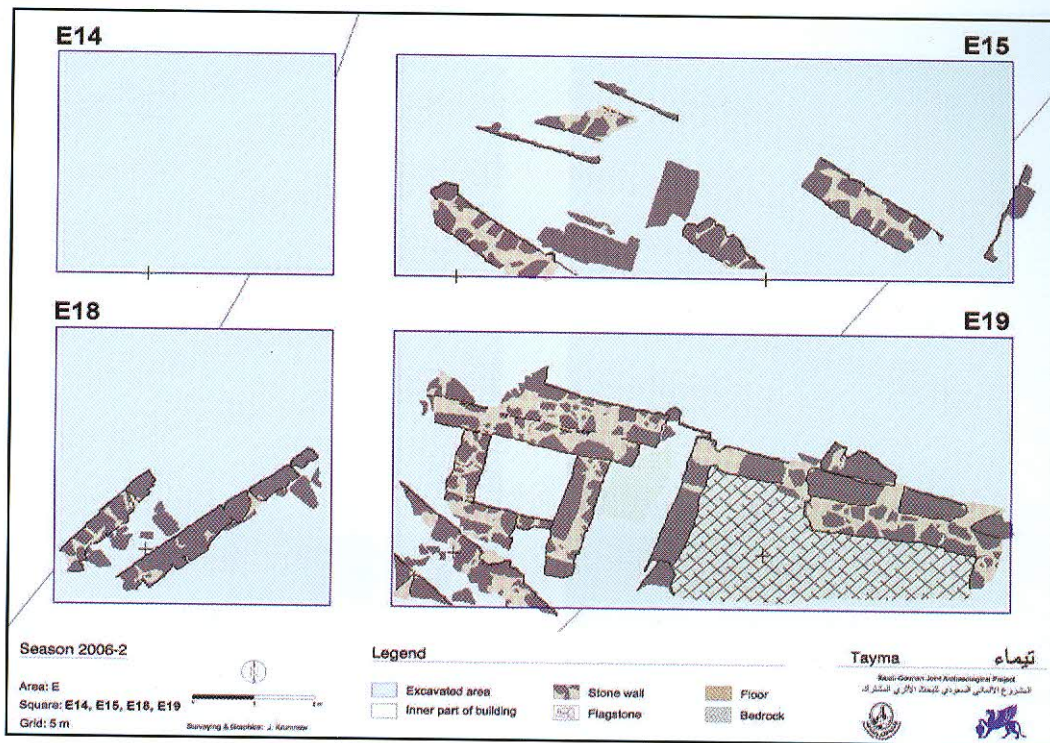 E14
E15
E18
E19
Season 2006-2
Area: E
Square: E14, E15, E18, E19
Grid: 5 m
Surveying & Graphics: J.
Legend
Excavated area
Inner part of building
Stone wall
Flagstone
Floor
Bedrock
Tayma تيماء
Saudi-German Joint Archaeological Project
المشروع الألماني السعودي للبحث الأثري المشترك